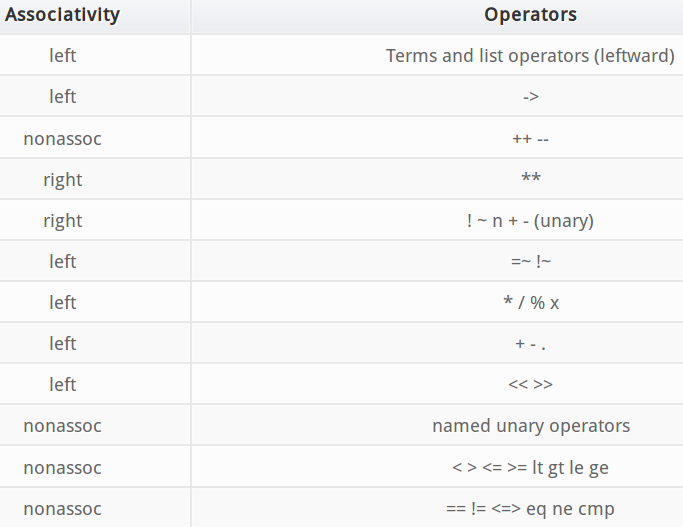 Associativity Operators
left Terms and list operators (leftward)
left ->
nonassoc ++ --
right **
right ! ~ n + - (unary)
left =~ !~
left * / % x
left + - .
left << >>
nonassoc named unary operators
nonassoc < > <= >= lt gt le ge
nonassoc == != <=> eq ne cmp